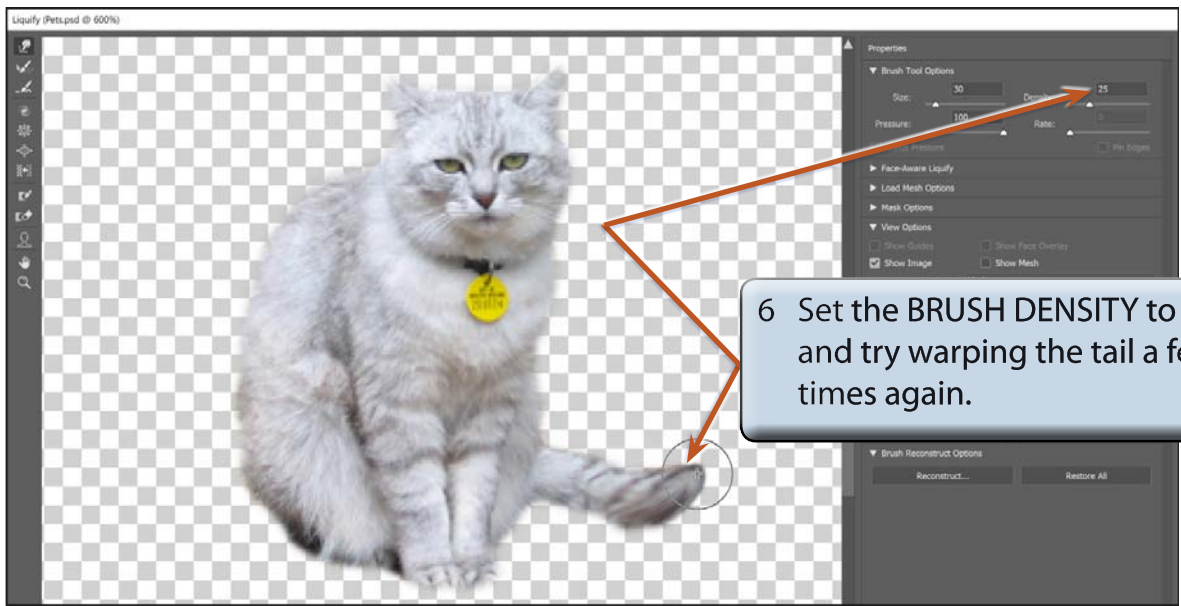 Liquify (Pets.psd @ 600%)
Properties
Brush Tool Options
Size: 30
25
Pressure: 100
Rate: 0
Pressure
Pin Edges
Face-Aware Liquify
Load Mesh Options
Mask Options
View Options
Show Guides Show Face Overlay
Show Image Show Mesh
6 Set the BRUSH DENSITY to
and try warping the tail a
times again.
Brush Reconstruct Options
Reconstruct... Restore All